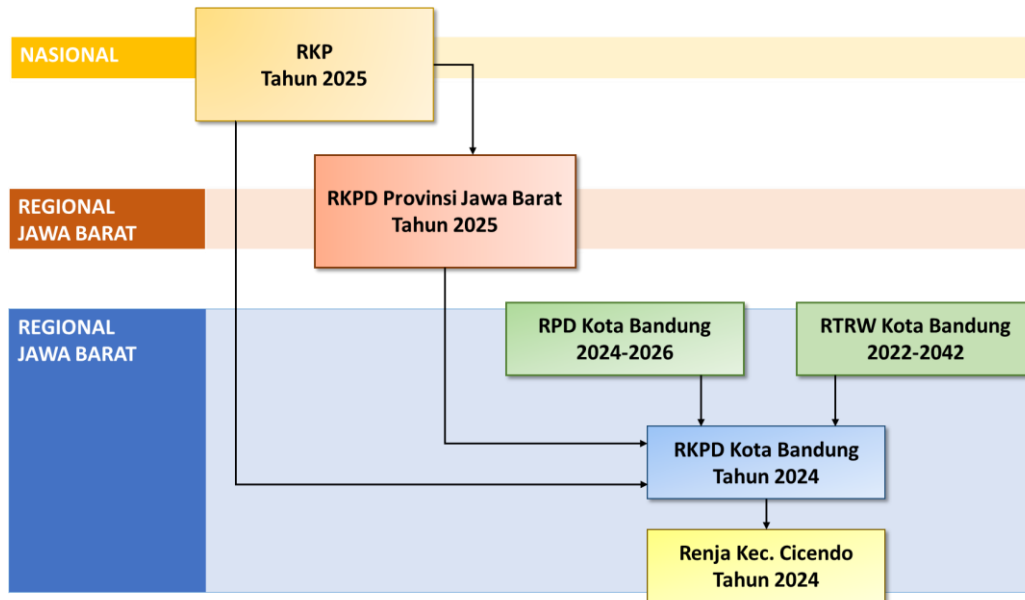 NASIONAL
RKP
Tahun 2025
REGIONAL
JAWA BARAT
RKPD Provinsi Jawa Barat
Tahun 2025
REGIONAL
JAWA BARAT
RPD Kota Bandung
2024-2026
RTRW Kota Bandung
2022-2042
RKPD Kota Bandung
Tahun 2024
Renja Kec. Cicendo
Tahun 2024